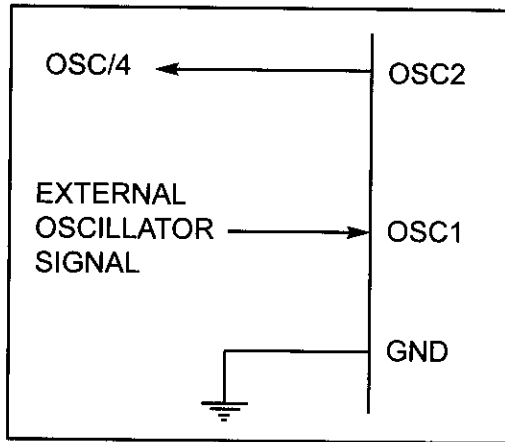 OSC/4
OSC2
EXTERNAL
OSCILLATOR
SIGNAL
OSC1
GND